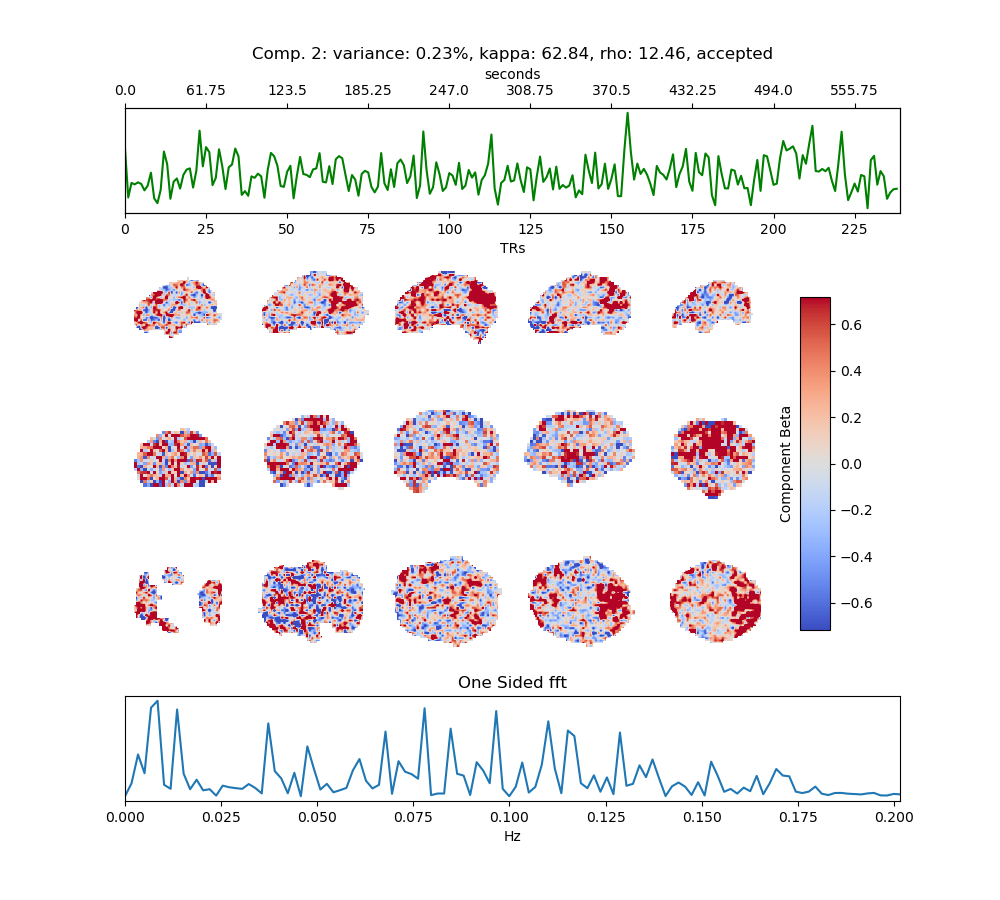 Comp. 2: variance: 0.23%, kappa: 62.84, rho: 12.46, accepted
seconds
0.0 61.75 123.5 185.25 247.0 308.75 370.5 432.25 494.0 555.75
0 25 50 75 100 125 150 175 200 225
TRs
0.6
0.4
0.2
0.0
−0.2
−0.4
−0.6
Component Beta
One Sided fft
0.000 0.025 0.050 0.075 0.100 0.125 0.150 0.175 0.200
Hz